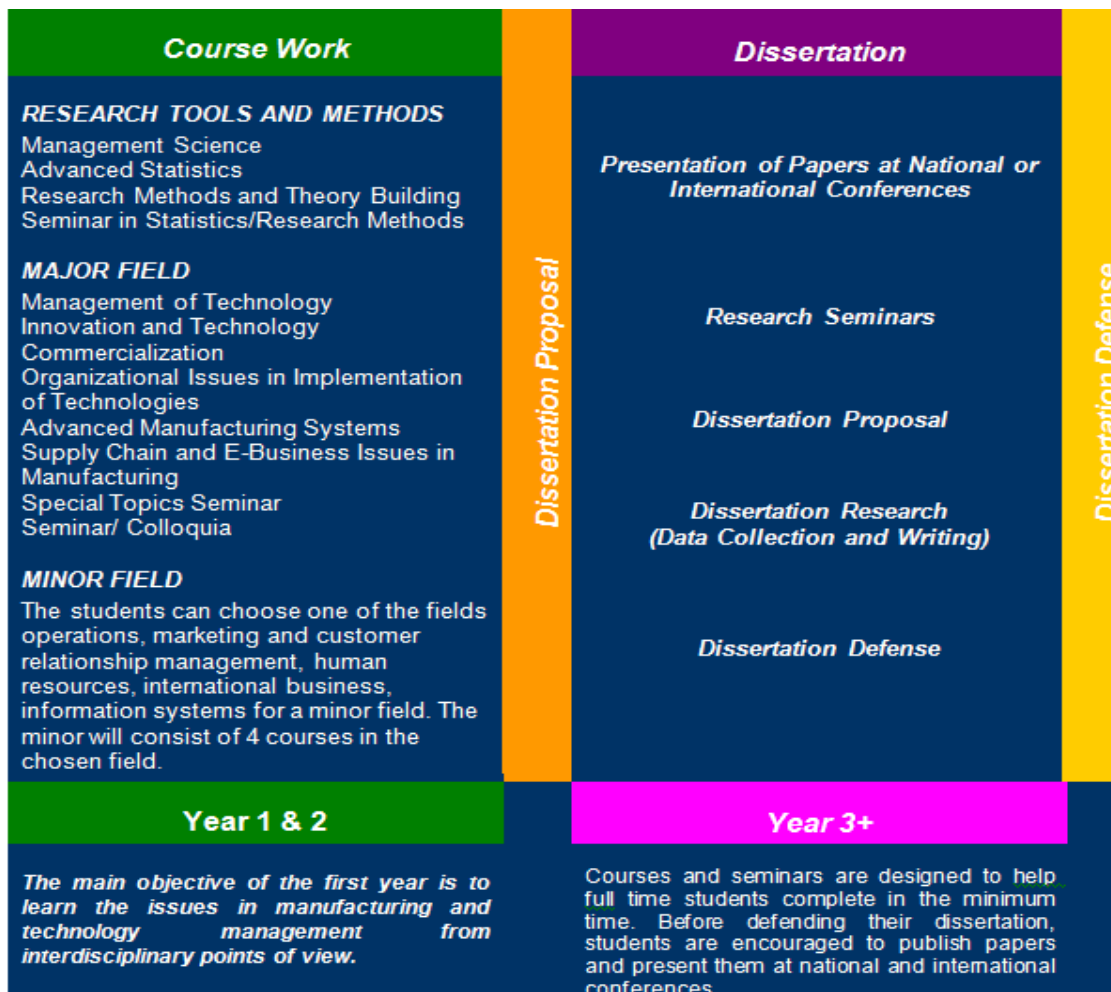 Course Work
RESEARCH TOOLS AND METHODS
Management Science
Advanced Statistics
Research Methods and Theory Building
Seminar in Statistics/Research Methods
MAJOR FIELD
Management of Technology
Innovation and Technology
Commercialization
Organizational Issues in Implementation
of Technologies
Advanced Manufacturing Systems
Supply Chain and E-Business Issues in
Manufacturing
Special Topics Seminar
Seminar/ Colloquia
MINOR FIELD
The students can choose one of the fields
operations, marketing and customer
relationship management, human
resources, international business,
information systems for a minor field. The
minor will consist of 4 courses in the
chosen field.
Year 1 & 2
The main objective of the first year is to
learn the issues in manufacturing and
technology management from
interdisciplinary points of view.
Dissertation Proposal
Dissertation
Presentation of Papers at National or
International Conferences
Research Seminars
Dissertation Proposal
Dissertation Research
(Data Collection and Writing)
Dissertation Defense
Year 3+
Courses and seminars are designed to help
full time students complete in the minimum
time. Before defending their dissertation,
students are encouraged to publish papers
and present them at national and international
conferences
Dissertation Defense